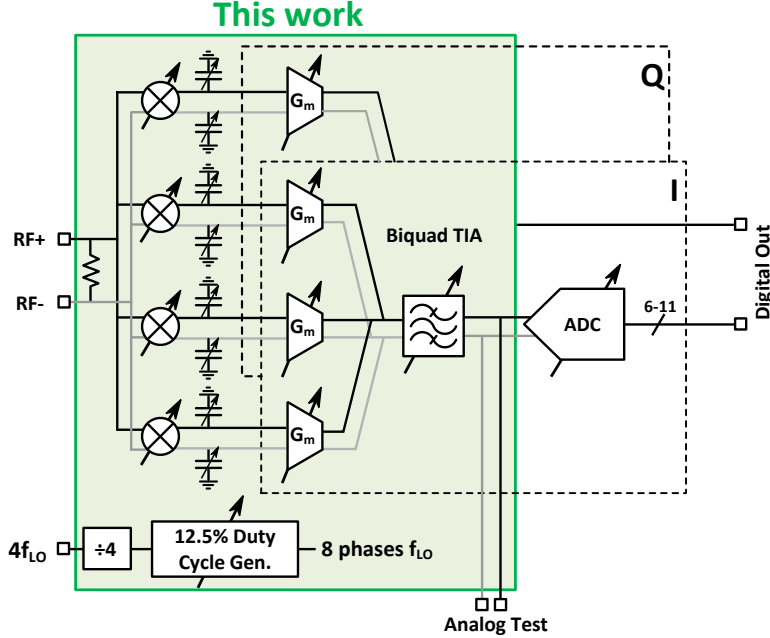 This work
Q
Gm
I
Gm
Biquad TIA
RF+
RF-
Gm
ADC
6-11
Digital Out
Gm
4fLO
÷4
12.5% Duty
Cycle Gen.
8 phases fLO
Analog Test